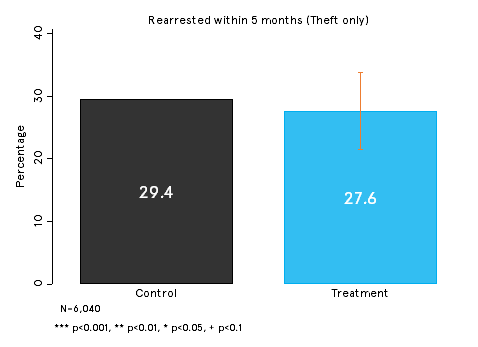 Rearrested within 5 months (Theft only)
40
30
20
10
0
Percentage
29.4
27.6
Control
Treatment
N=6,040
*** p<0.001, ** p<0.01, * p<0.05, + p<0.1